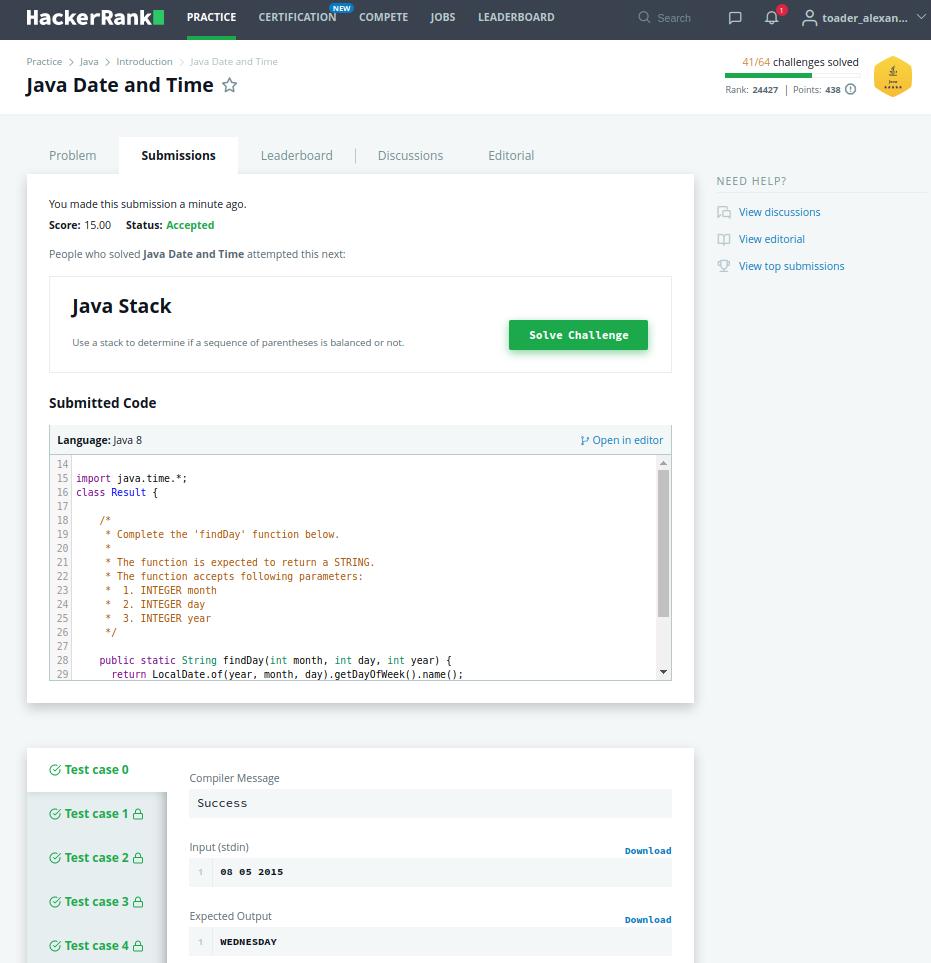 HackerRank PRACTICE CERTIFICATION NEW COMPETE JOBS LEADERBOARD Search 1 toader_alexan...
Practice > Java > Introduction > Java Date and Time
Java Date and Time
41/64 challenges solved
Rank: 24427 | Points: 438
Java
Problem Submissions Leaderboard Discussions Editorial
You made this submission a minute ago.
Score: 15.00 Status: Accepted
People who solved Java Date and Time attempted this next:
Java Stack
Use a stack to determine if a sequence of parentheses is balanced or not.
Solve Challenge
Submitted Code
Language: Java 8 Open in editor
14
15 import java.time.*;
16 class Result {
17
18 /*
19 * Complete the 'findDay' function below.
20 *
21 * The function is expected to return a STRING.
22 * The function accepts following parameters:
23 * 1. INTEGER month
24 * 2. INTEGER day
25 * 3. INTEGER year
26 */
27
28 public static String findDay(int month, int day, int year) {
29 return LocalDate.of(year, month, day).getDayOfWeek().name();
NEED HELP?
View discussions
View editorial
View top submissions
Test case 0
Test case 1
Test case 2
Test case 3
Test case 4
Compiler Message
Success
Input (stdin) Download
1 08 05 2015
Expected Output Download
1 WEDNESDAY